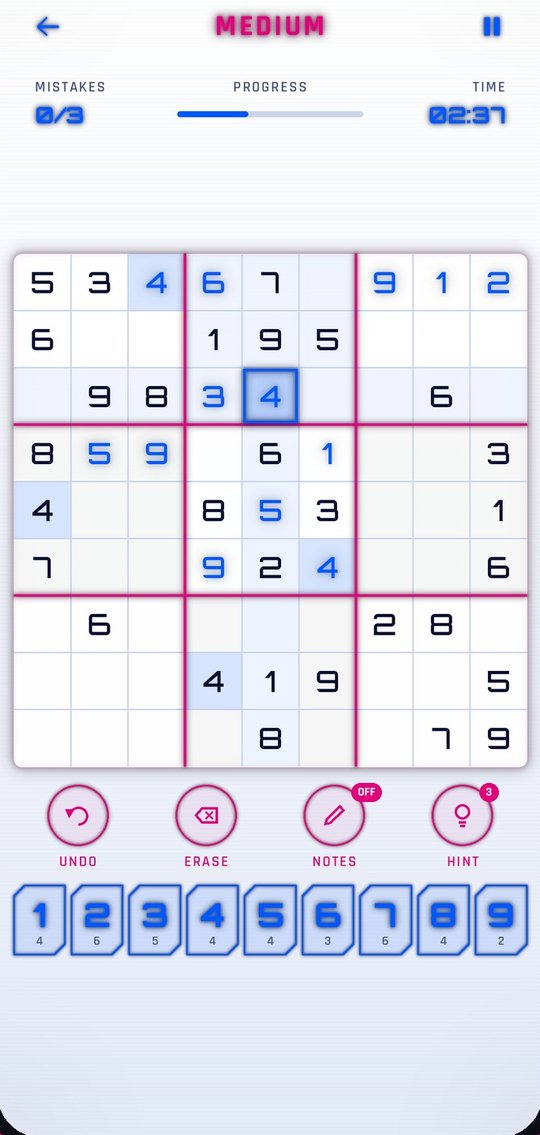 MEDIUM
MISTAKES PROGRESS TIME
0/3 02:37
5 3 4 6 7 9 1 2
6 1 9 5
9 8 3 4 6
8 5 9 6 1 3
4 8 5 3 1
7 9 2 4 6
6 2 8
4 1 9 5
8 7 9
OFF 3
UNDO ERASE NOTES HINT
1 2 3 4 5 6 7 8 9
4 6 5 4 4 3 6 4 2